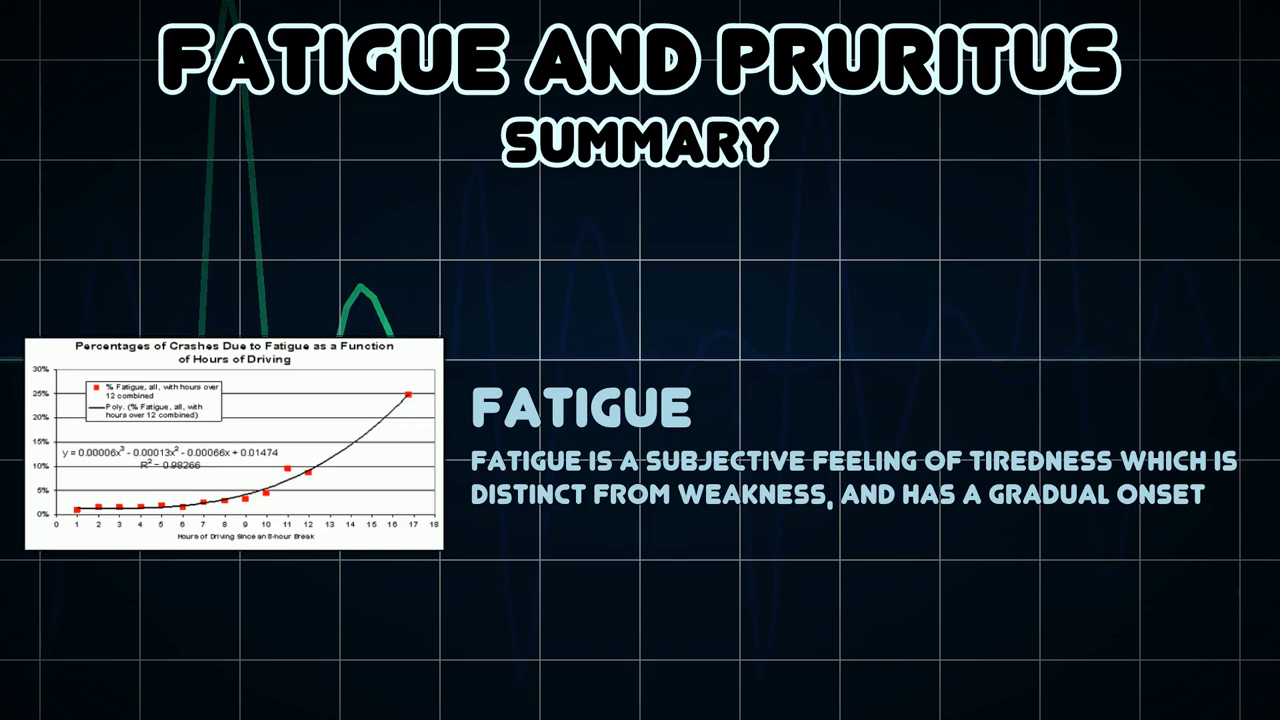 FATIGUE AND PRURITUS
SUMMARY
Percentages of Crashes Due to Fatigue as a Function
of Hours of Driving
30%
25%
20%
15%
10%
5%
0%
% Fatigue, all, with hours over
12 combined
Poly. (% Fatigue, all, with
hours over 12 combined)
y = 0.00006x³ - 0.00013x² - 0.00066x + 0.01474
R² = 0.98266
0 1 2 3 4 5 6 7 8 9 10 11 12 13 14 15 16 17 18
Hours of Driving Since an 8-hour Break
FATIGUE
FATIGUE IS A SUBJECTIVE FEELING OF TIREDNESS WHICH IS
DISTINCT FROM WEAKNESS, AND HAS A GRADUAL ONSET